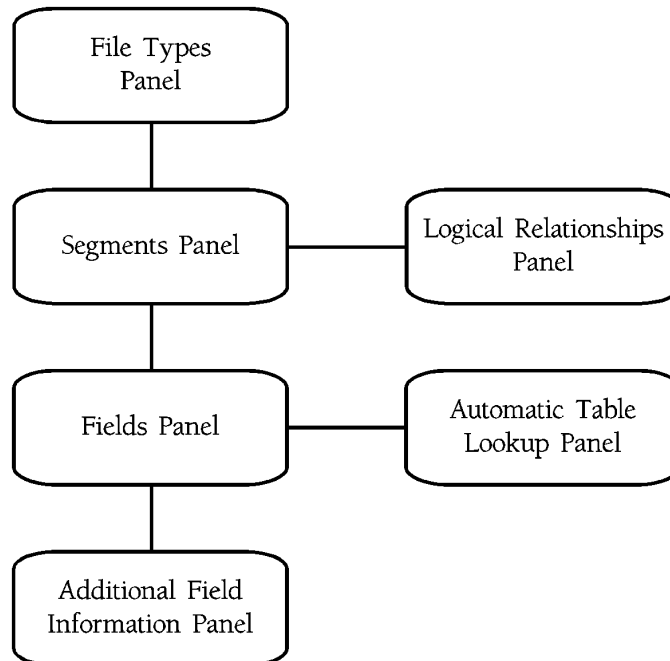 File Types
Panel
Segments Panel
Logical Relationships
Panel
Fields Panel
Automatic Table
Lookup Panel
Additional Field
Information Panel